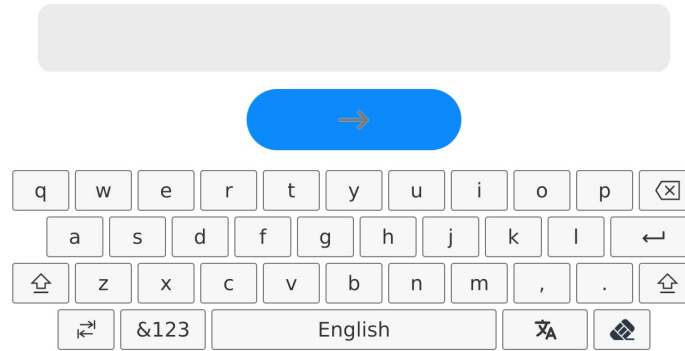 q w e r t y u i o p
a s d f g h j k l
z x c v b n m , .
&123 English